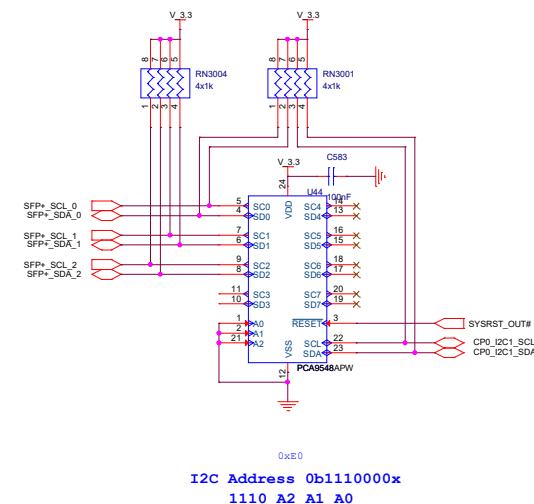 V_3.3
V_3.3
8 7 6 5
RN3004
4x1k
1 2 3 4
8 7 6 5
RN3001
4x1k
1 2 3 4
C583
V_3.3
24
U44
100nF
VDD
SFP+_SCL_0
5
SC0
SC4
14
SFP+_SDA_0
4
SD0
SD4
13
SFP+_SCL_1
7
SC1
SC5
16
SFP+_SDA_1
6
SD1
SD5
15
SFP+_SCL_2
9
SC2
SC6
18
SFP+_SDA_2
8
SD2
SD6
17
11
SC3
SC7
20
10
SD3
SD7
19
1
A0
RESET
3
SYSRST_OUT#
2
A1
21
A2
SCL
22
CP0_I2C1_SCL
SDA
23
CP0_I2C1_SDA
VSS
12
PCA9548APW
0xE0
I2C Address 0b1110000x
1110 A2 A1 A0